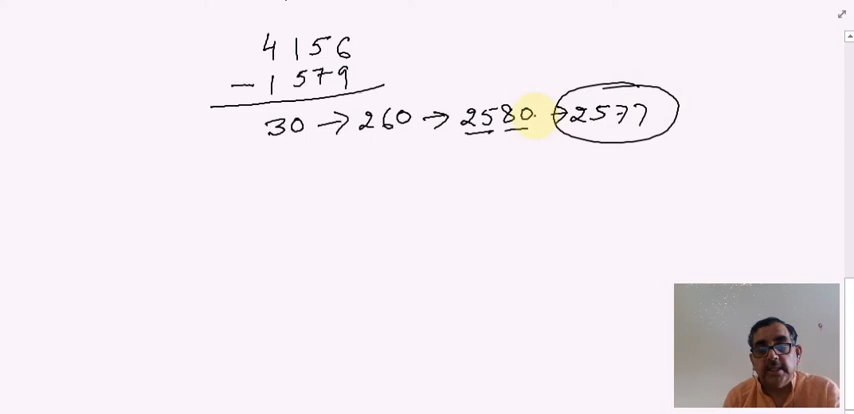 4156
- 1579
30 → 260 → 2580. → 2577